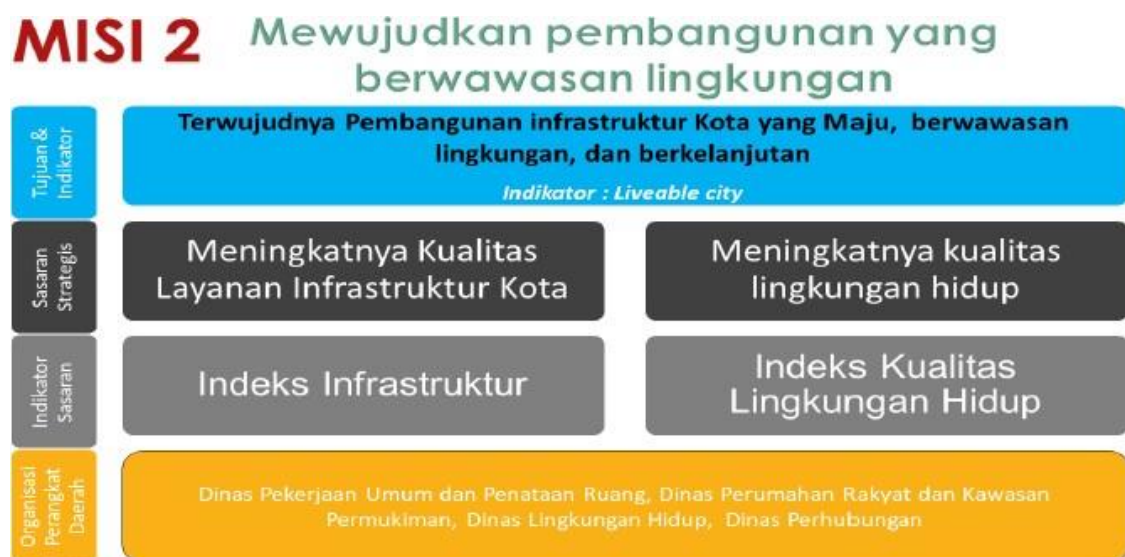 MISI 2
Mewujudkan pembangunan yang
berwawasan lingkungan
Tujuan &
Indikator
Terwujudnya Pembangunan infrastruktur Kota yang Maju, berwawasan
lingkungan, dan berkelanjutan
Indikator : Liveable city
Sasaran
Strategis
Meningkatnya Kualitas
Layanan Infrastruktur Kota
Meningkatnya kualitas
lingkungan hidup
Indikator
Sasaran
Indeks Infrastruktur
Indeks Kualitas
Lingkungan Hidup
Organisasi
Perangkat
Daerah
Dinas Pekerjaan Umum dan Penataan Ruang, Dinas Perumahan Rakyat dan Kawasan
Permukiman, Dinas Lingkungan Hidup, Dinas Perhubungan